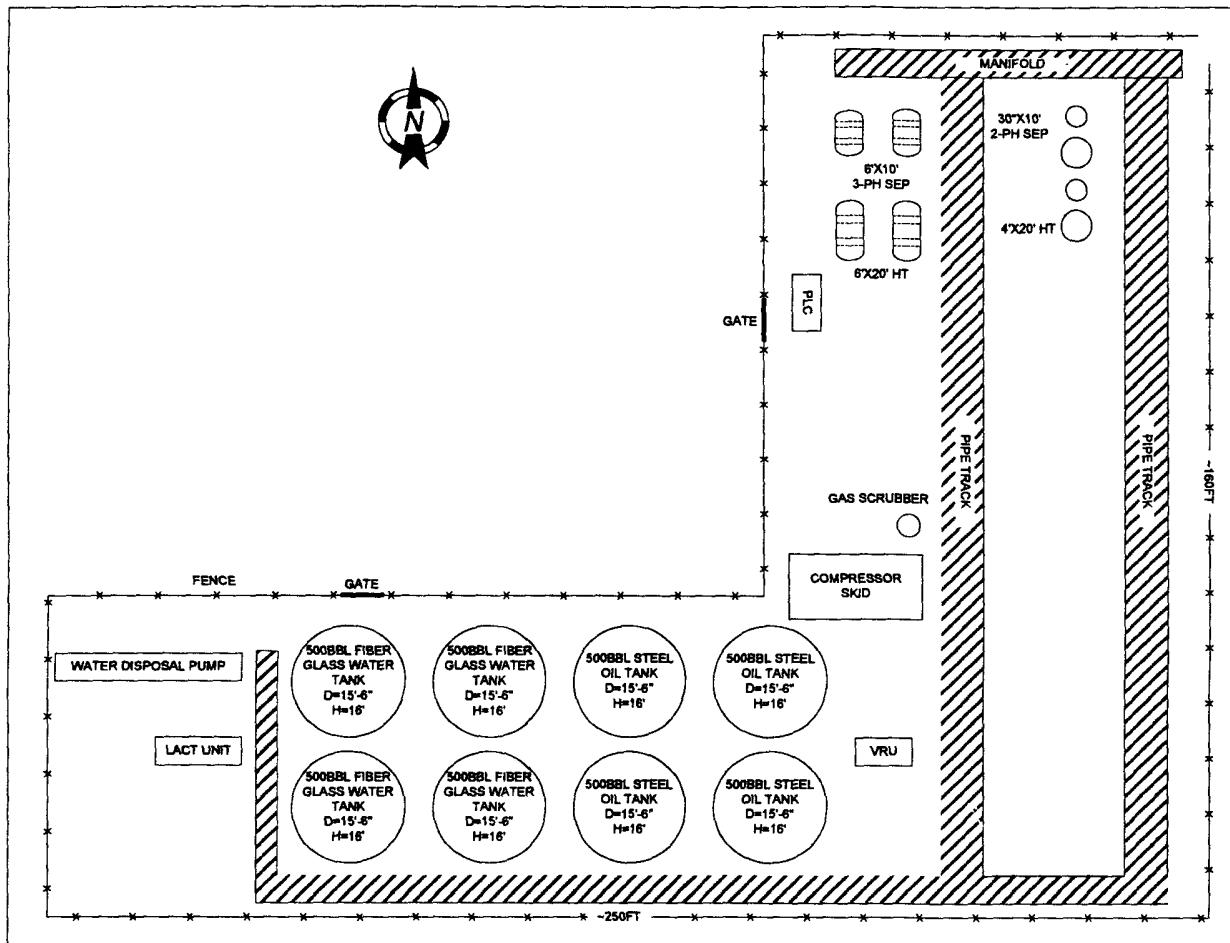 MANIFOLD
N
30"X10'
2-PH SEP
6'X10'
3-PH SEP
4'X20' HT
6'X20' HT
PLC
GATE
PIPE TRACK
PIPE TRACK
~160FT
GAS SCRUBBER
COMPRESSOR
SKID
FENCE
GATE
WATER DISPOSAL PUMP
500BBL FIBER
GLASS WATER
TANK
D=15'-6"
H=16'
500BBL FIBER
GLASS WATER
TANK
D=15'-6"
H=16'
500BBL STEEL
OIL TANK
D=15'-6"
H=16'
500BBL STEEL
OIL TANK
D=15'-6"
H=16'
LACT UNIT
VRU
500BBL FIBER
GLASS WATER
TANK
D=15'-6"
H=16'
500BBL FIBER
GLASS WATER
TANK
D=15'-6"
H=16'
500BBL STEEL
OIL TANK
D=15'-6"
H=16'
500BBL STEEL
OIL TANK
D=15'-6"
H=16'
~250FT